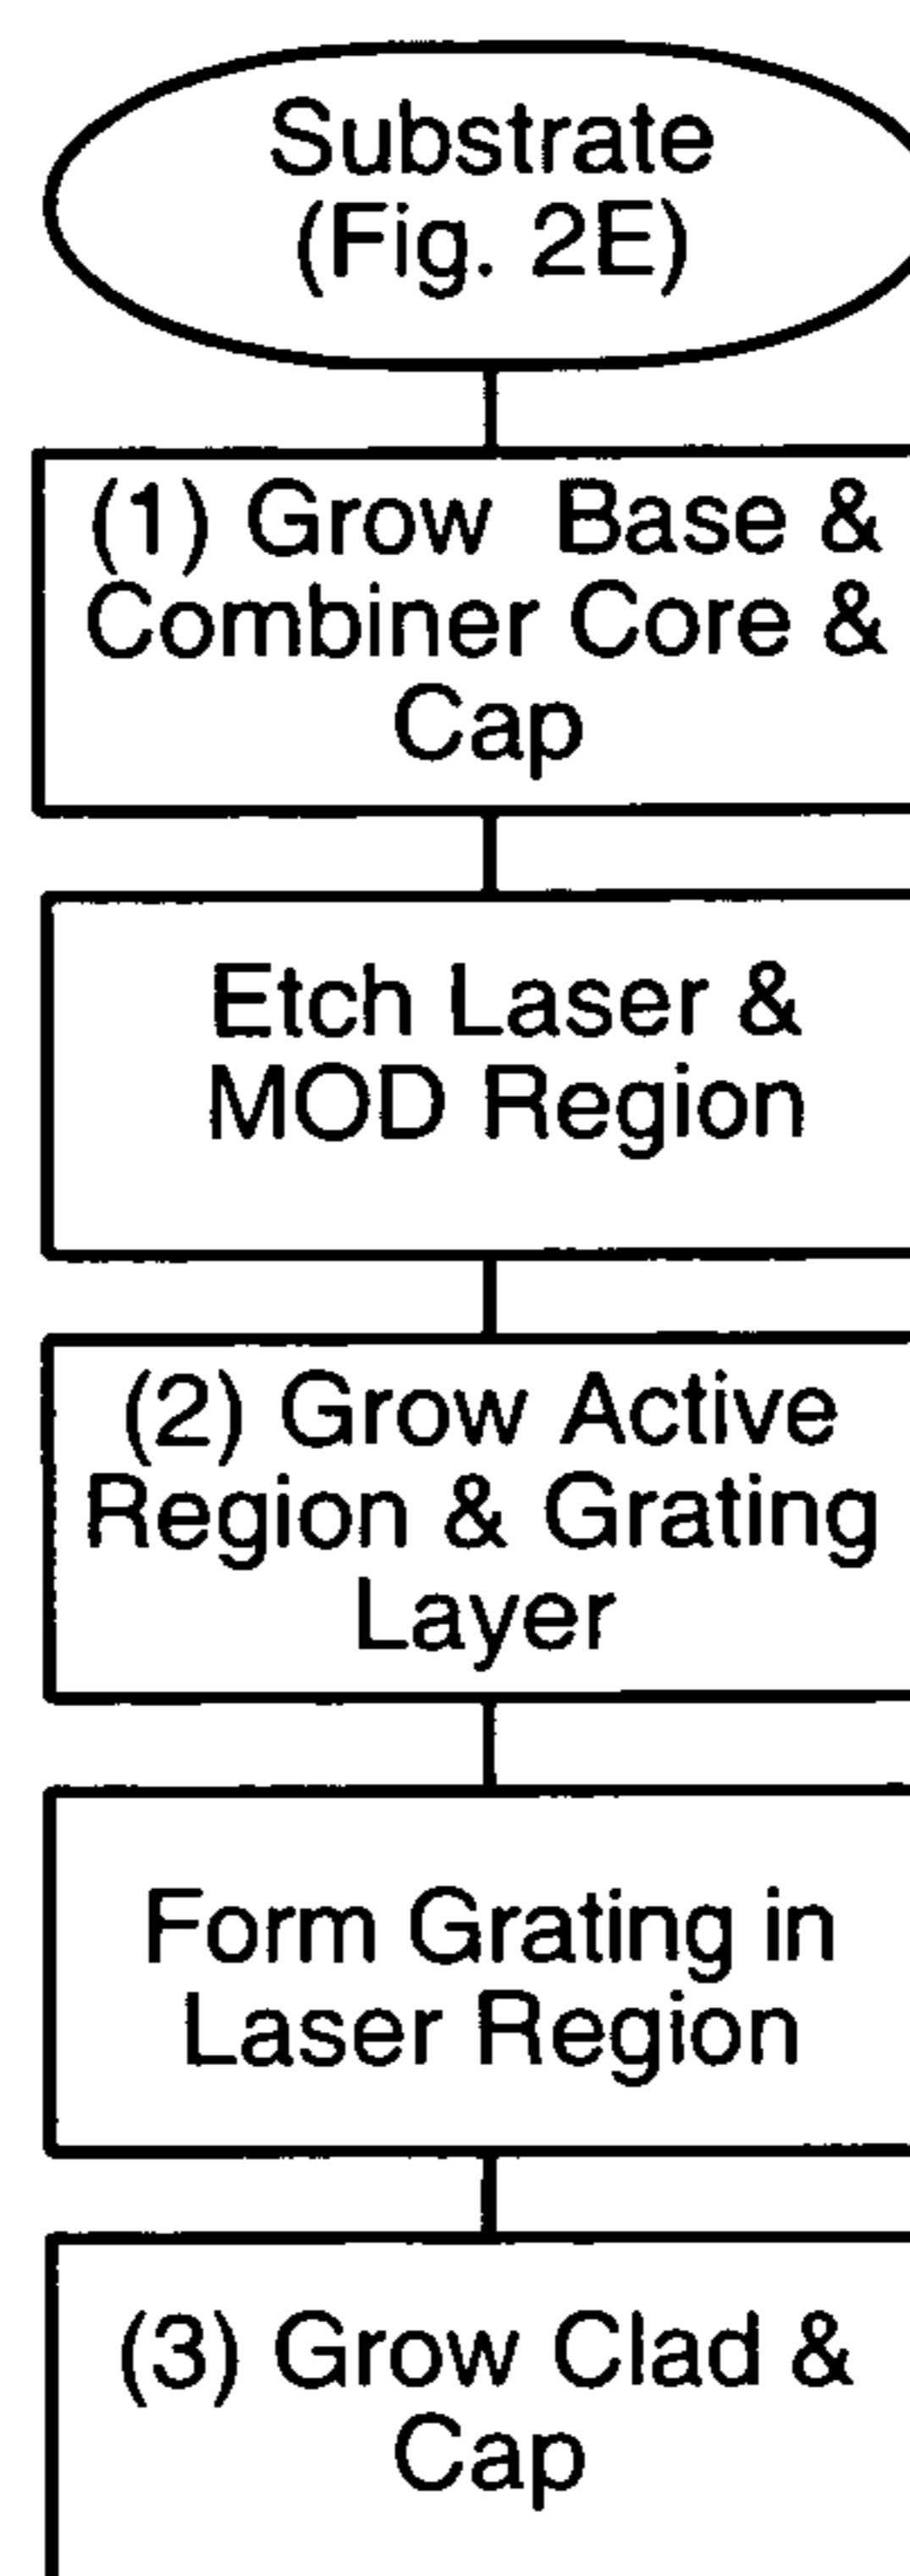 Substrate
(Fig. 2E)
(1) Grow Base &
Combiner Core &
Cap
Etch Laser &
MOD Region
(2) Grow Active
Region & Grating
Layer
Form Grating in
Laser Region
(3) Grow Clad &
Cap